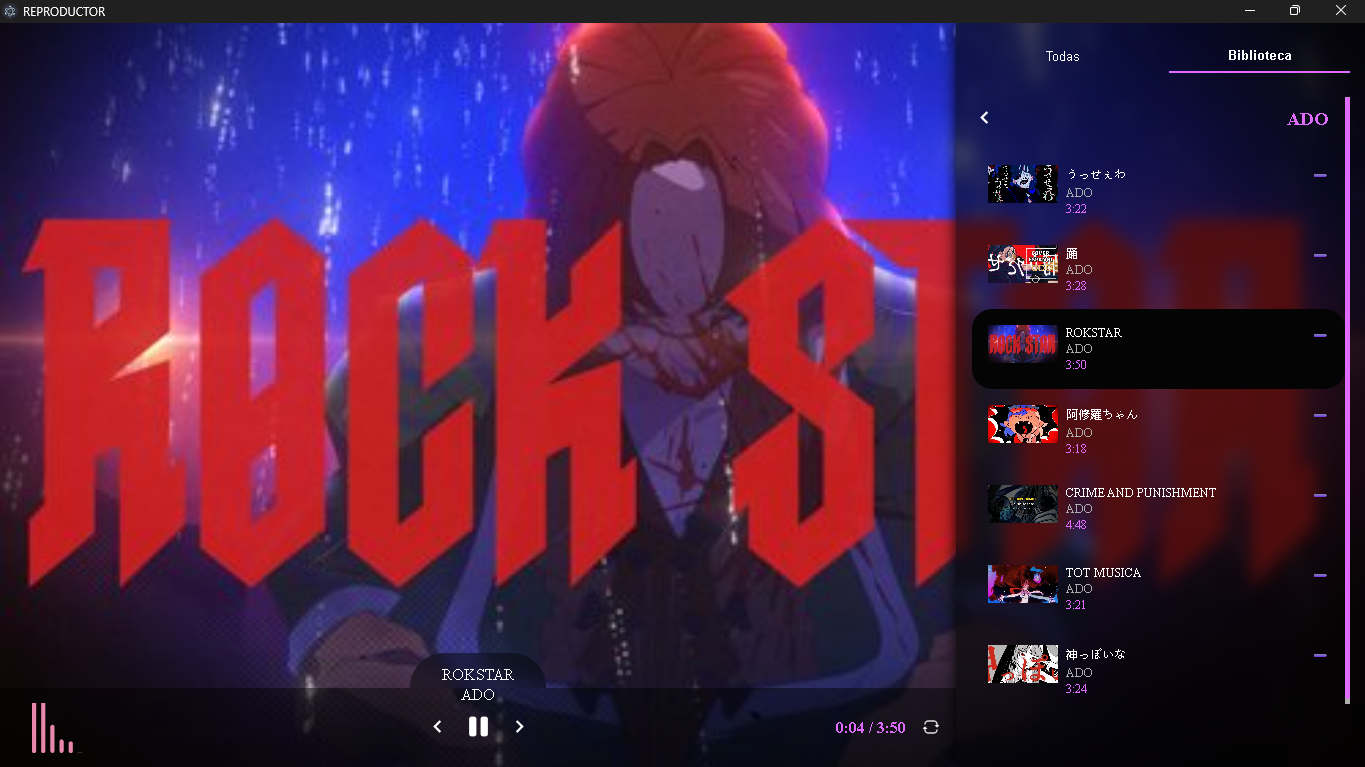 REPRODUCTOR
ROCK ST
ROKSTAR
ADO
0:04 / 3:50
Todas
Biblioteca
ADO
うっせぇわ
ADO
3:22
踊
ADO
3:28
ROCK STAR
ROKSTAR
ADO
3:50
阿修羅ちゃん
ADO
3:18
CRIME AND PUNISHMENT
ADO
4:48
TOT MUSICA
ADO
3:21
神っぽいな
ADO
3:24